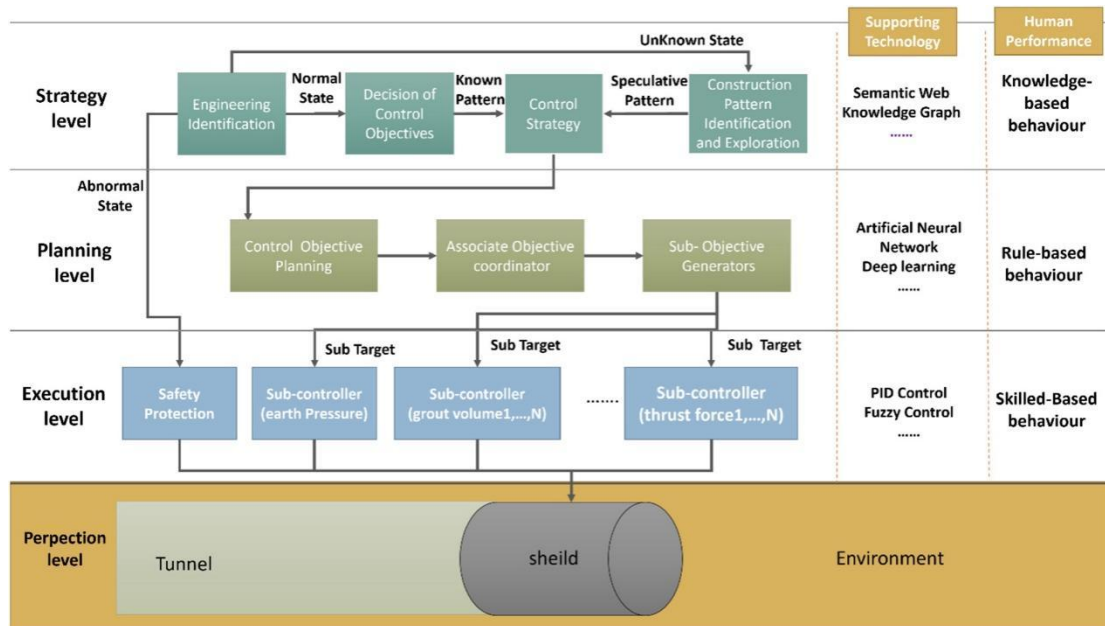 Supporting
Technology
Human
Performance
UnKnown State
Strategy
level
Engineering
Identification
Normal
State
Decision of
Control
Objectives
Known
Pattern
Control
Strategy
Speculative
Pattern
Construction
Pattern
Identification
and Exploration
Semantic Web
Knowledge Graph
......
Knowledge-
based
behaviour
Abnormal
State
Planning
level
Control Objective
Planning
Associate Objective
coordinator
Sub- Objective
Generators
Artificial Neural
Network
Deep learning
......
Rule-based
behaviour
Sub Target
Sub Target
Sub Target
Execution
level
Safety
Protection
Sub-controller
(earth Pressure)
Sub-controller
(grout volume1,...,N)
.......
Sub-controller
(thrust force1,...,N)
PID Control
Fuzzy Control
......
Skilled-Based
behaviour
Perpection
level
Tunnel
sheild
Environment